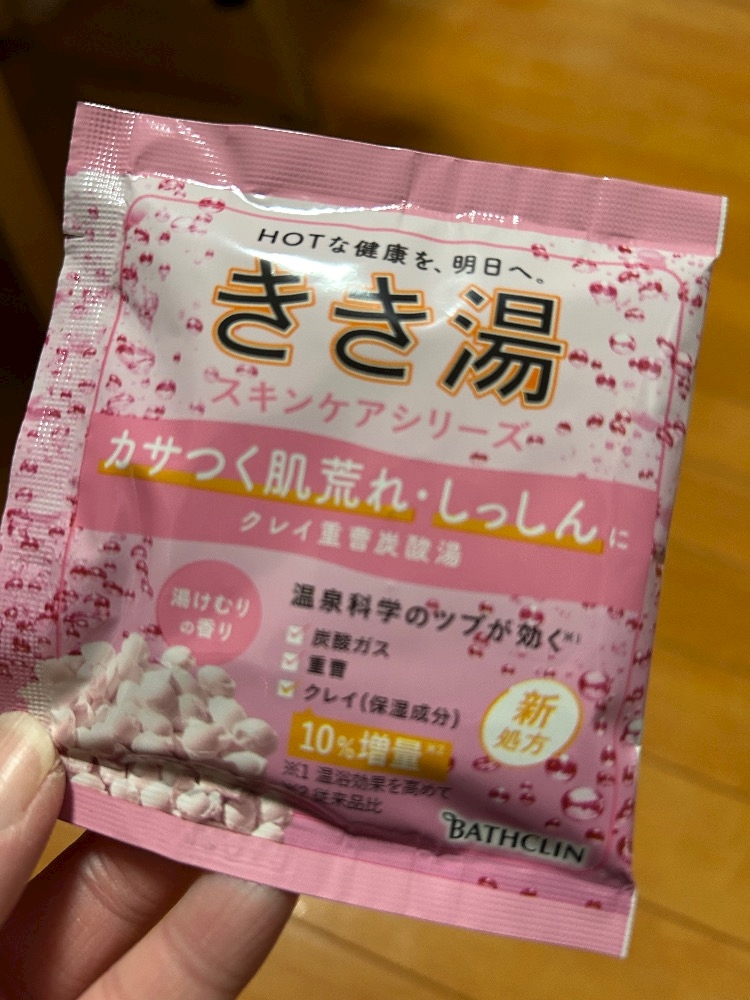 HOTな健康を、明日へ。
きき湯
スキンケアシリーズ
カサつく肌荒れ・しっしんに
クレイ重曹炭酸湯
湯けむり
の香り
温泉科学のツブが効く※1
炭酸ガス
重曹
クレイ(保湿成分)
10%増量※2
新
処方
※1 温浴効果を高めて
※2 従来品比
BATHCLIN